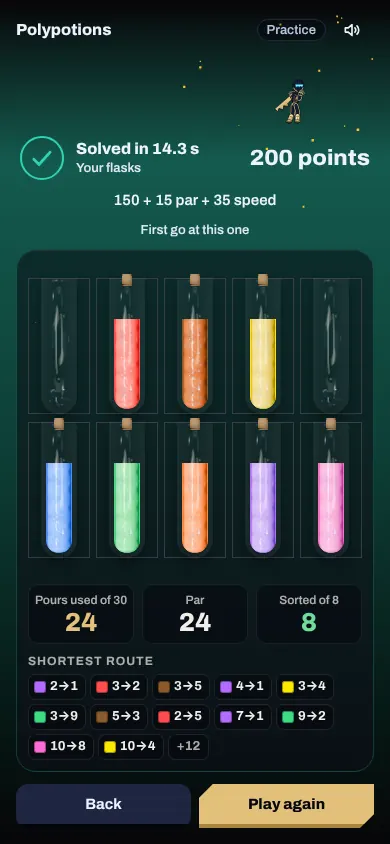 Polypotions
Practice
Solved in 14.3 s
Your flasks
200 points
150 + 15 par + 35 speed
First go at this one
Pours used of 30
24
Par
24
Sorted of 8
8
SHORTEST ROUTE
2→1 3→2 3→5 4→1 3→4
3→9 5→3 2→5 7→1 9→2
10→8 10→4 +12
Back
Play again